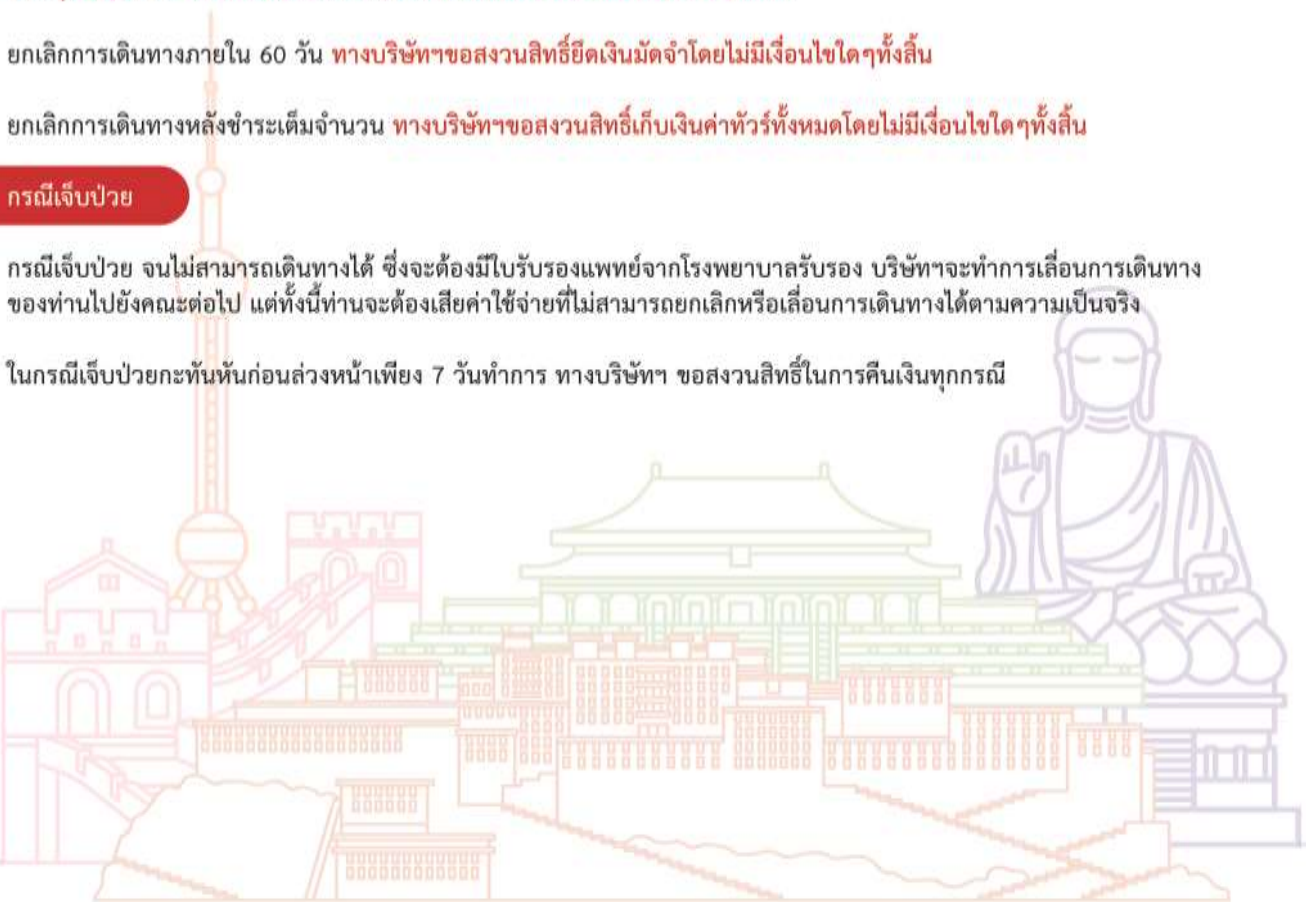 ยกเลิกการเดินทางภายใน 60 วัน ทางบริษัทฯขอสงวนสิทธิ์ยึดเงินมัดจำโดยไม่มีเงื่อนไขใดๆทั้งสิ้น
ยกเลิกการเดินทางหลังชำระเต็มจำนวน ทางบริษัทฯขอสงวนสิทธิ์เก็บเงินค่าทัวร์ทั้งหมดโดยไม่มีเงื่อนไขใดๆทั้งสิ้น
กรณีเจ็บป่วย
กรณีเจ็บป่วย จนไม่สามารถเดินทางได้ ซึ่งจะต้องมีใบรับรองแพทย์จากโรงพยาบาลรับรอง บริษัทฯจะทำการเลื่อนการเดินทาง
ของท่านไปยังคณะต่อไป แต่ทั้งนี้ท่านจะต้องเสียค่าใช้จ่ายที่ไม่สามารถยกเลิกหรือเลื่อนการเดินทางได้ตามความเป็นจริง
ในกรณีเจ็บป่วยกะทันหันก่อนล่วงหน้าเพียง 7 วันทำการ ทางบริษัทฯ ขอสงวนสิทธิ์ในการคืนเงินทุกกรณี